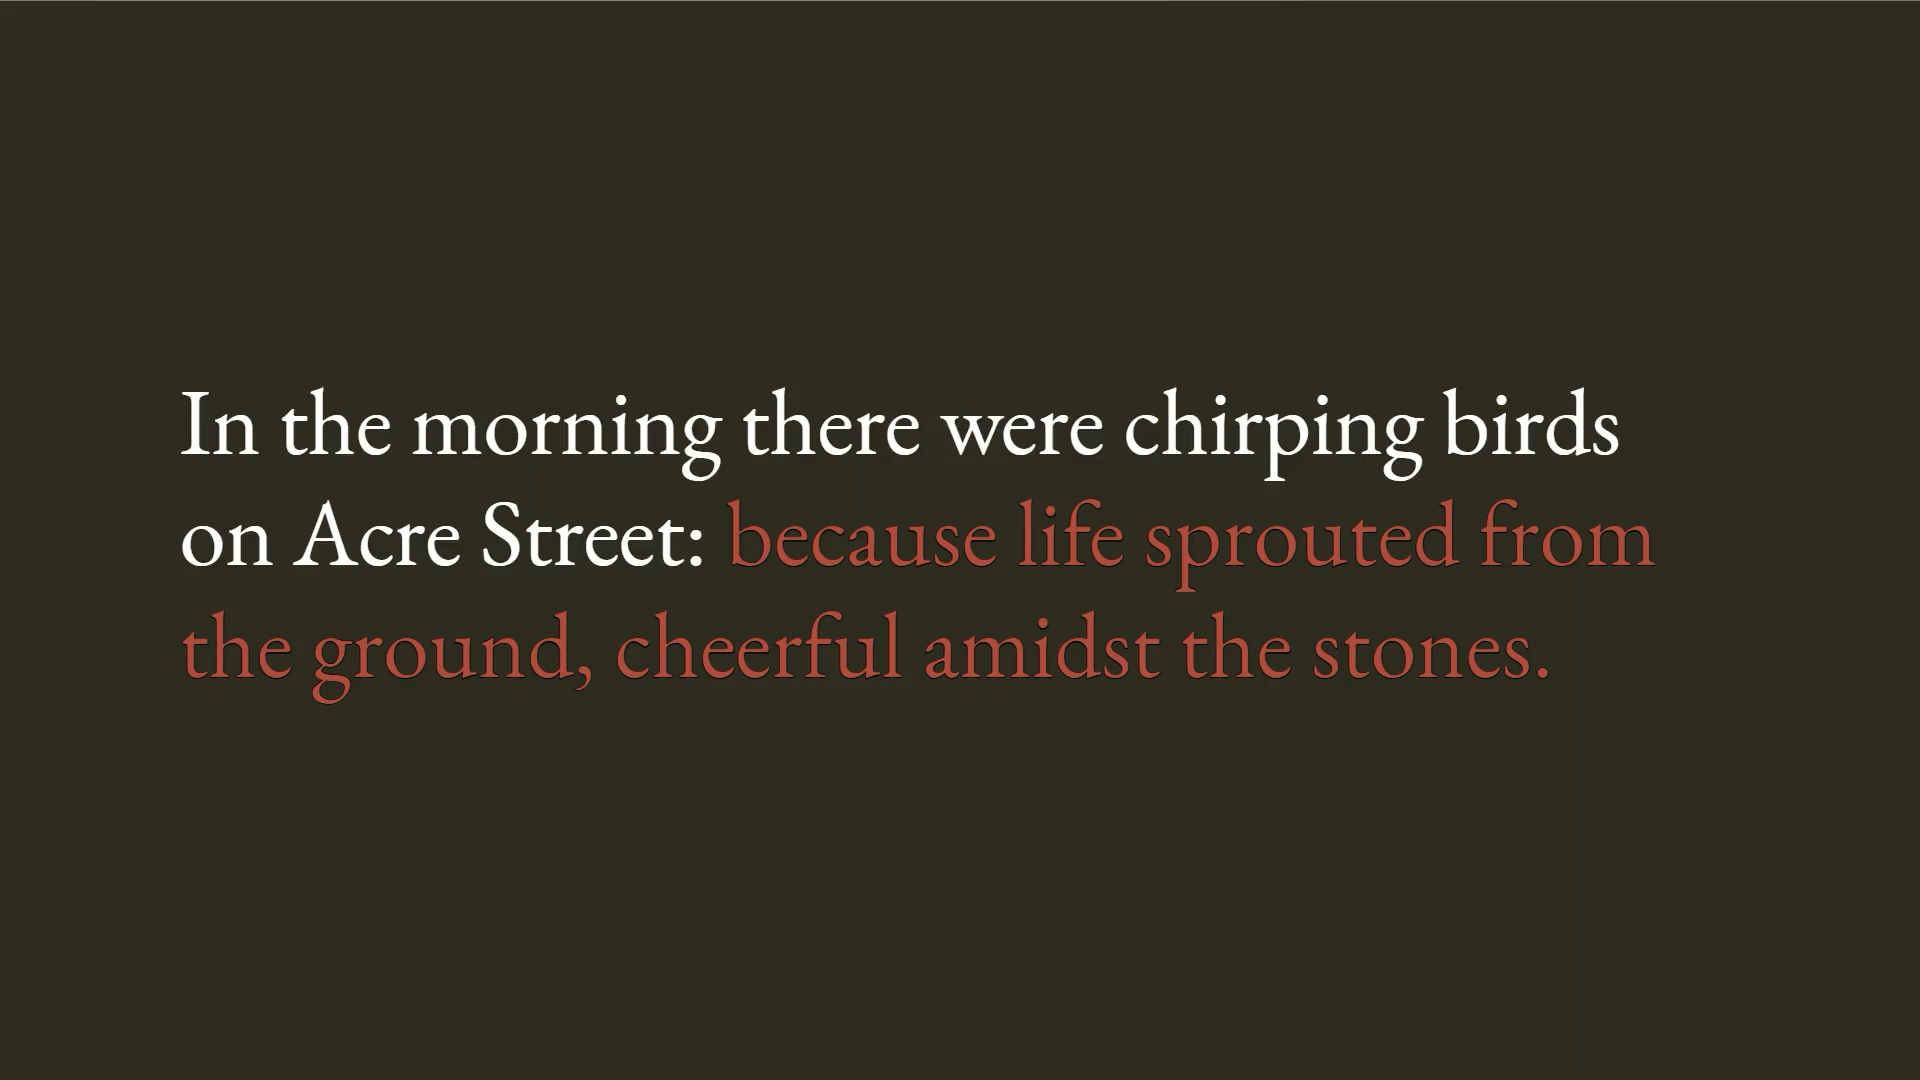 In the morning there were chirping birds
on Acre Street: because life sprouted from
the ground, cheerful amidst the stones.